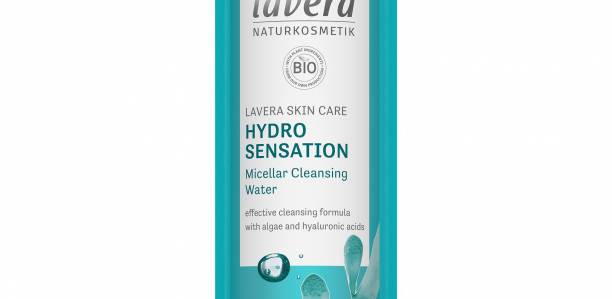 lavera
NATURKOSMETIK
BIO
LAVERA SKIN CARE
HYDRO
SENSATION
Micellar Cleansing
Water
effective cleansing formula
with algae and hyaluronic acids